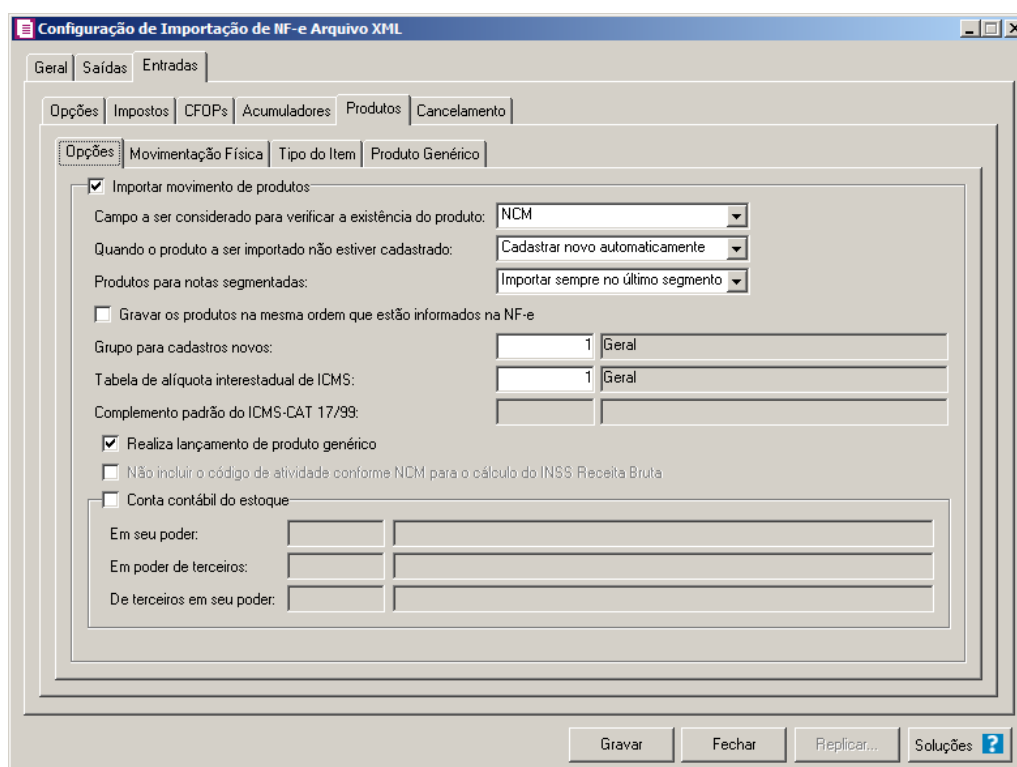 Configuração de Importação de NF-e Arquivo XML
Geral Saídas Entradas
Opções Impostos CFOPs Acumuladores Produtos Cancelamento
Opções Movimentação Física Tipo do Item Produto Genérico
Importar movimento de produtos
Campo a ser considerado para verificar a existência do produto: NCM
Quando o produto a ser importado não estiver cadastrado: Cadastrar novo automaticamente
Produtos para notas segmentadas: Importar sempre no último segmento
Gravar os produtos na mesma ordem que estão informados na NF-e
Grupo para cadastros novos: 1 Geral
Tabela de alíquota interestadual de ICMS: 1 Geral
Complemento padrão do ICMS-CAT 17/99:
Realiza lançamento de produto genérico
Não incluir o código de atividade conforme NCM para o cálculo do INSS Receita Bruta
Conta contábil do estoque
Em seu poder:
Em poder de terceiros:
De terceiros em seu poder:
Gravar Fechar Replicar... Soluções ?